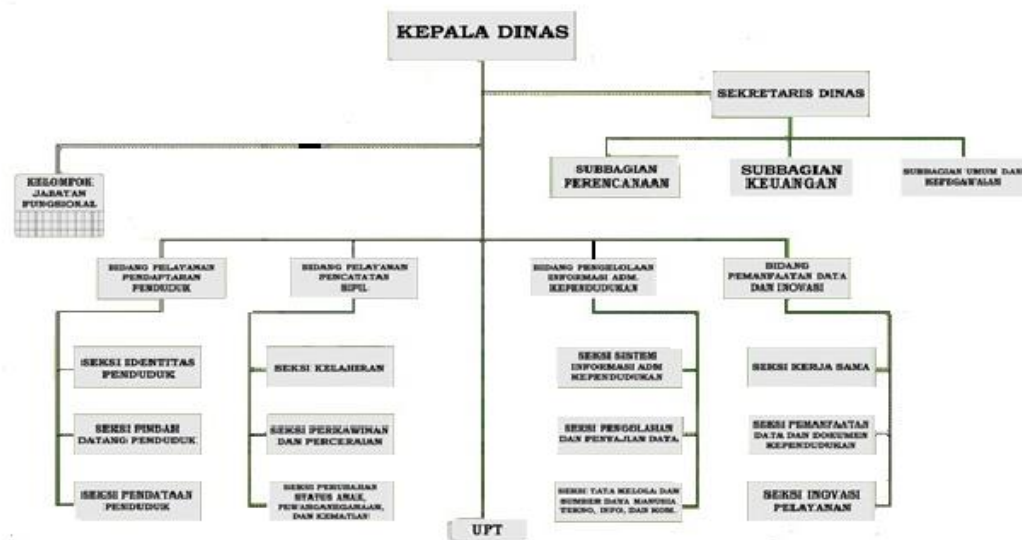 KEPALA DINAS
SEKRETARIS DINAS
KELOMPOK
JABATAN
FUNGSIONAL
SUBBAGIAN
PERENCANAAN
SUBBAGIAN
KEUANGAN
SUBBAGIAN UMUM DAN
KEPEGAWAIAN
BIDANG PELAYANAN
PENDAFTARAN
PENDUDUK
BIDANG PELAYANAN
PENCATATAN
SIPIL
BIDANG PENGELOLAAN
INFORMASI ADM.
KEPENDUDUKAN
BIDANG
PEMANFAATAN DATA
DAN INOVASI
SEKSI IDENTITAS
PENDUDUK
SEKSI KELAHIRAN
SEKSI SISTEM
INFORMASI ADM
KEPENDUDUKAN
SEKSI KERJA SAMA
SEKSI PINDAH
DATANG PENDUDUK
SEKSI PERKAWINAN
DAN PERCERAIAN
SEKSI PENGOLAHAN
DAN PENYAJIAN DATA
SEKSI PEMANFAATAN
DATA DAN DOKUMEN
KEPENDUDUKAN
SEKSI PENDATAAN
PENDUDUK
SEKSI PERUBAHAN
STATUS ANAK,
PEWARGANEGARAAN,
DAN KEMATIAN
SEKSI TATA KELOLA DAN
SUMBER DAYA MANUSIA
TEKNO, INFO, DAN KOM.
SEKSI INOVASI
PELAYANAN
UPT